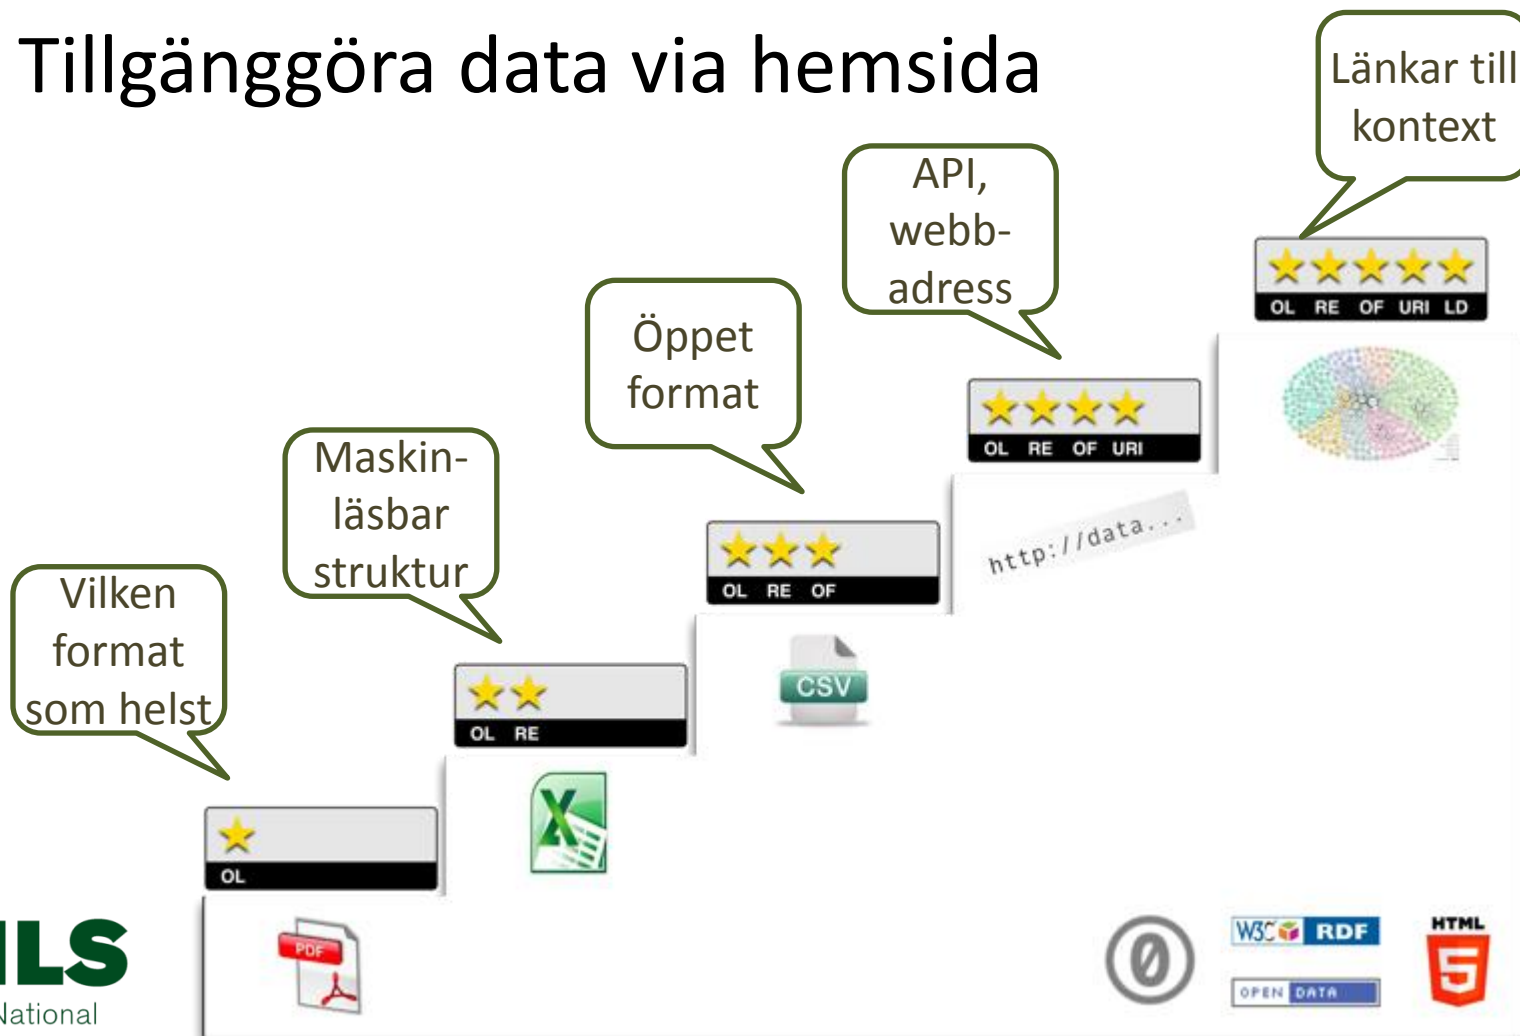 Tillgänggöra data via hemsida
Länkar till
kontext
API,
webb-
adress
OL RE OF URI LD
Öppet
format
OL RE OF URI
Maskin-
läsbar
struktur
http://data...
OL RE OF
Vilken
format
som helst
CSV
OL RE
X
OL
PDF
LS
National
0
W3C RDF
OPEN DATA
HTML
5